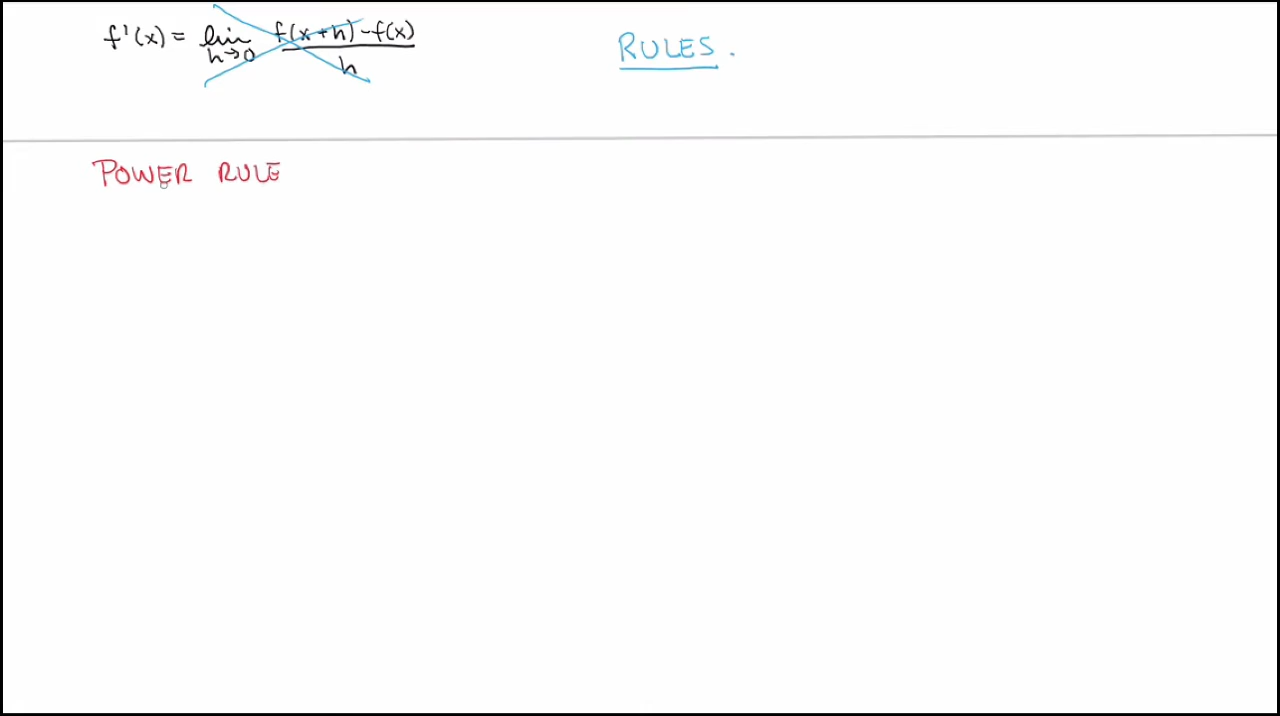 f'(x) = lim h→0 f(x+h)-f(x) / h
RULES.
POWER RULE